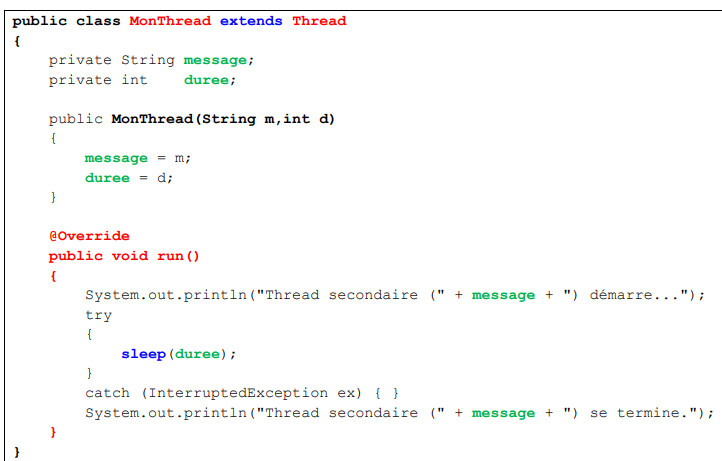 public class MonThread extends Thread
{
    private String message;
    private int    duree;

    public MonThread(String m,int d)
    {
        message = m;
        duree = d;
    }

    @Override
    public void run()
    {
        System.out.println("Thread secondaire (" + message + ") démarre...");
        try
        {
            sleep(duree);
        }
        catch (InterruptedException ex) { }
        System.out.println("Thread secondaire (" + message + ") se termine.");
    }
}